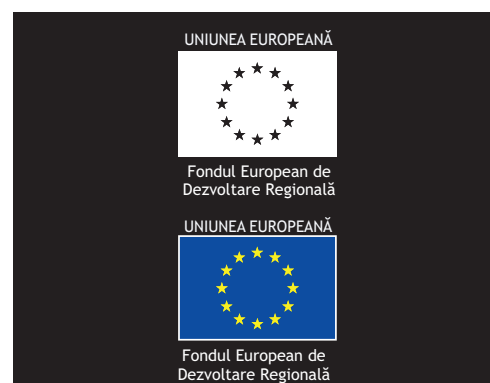 UNIUNEA EUROPEANĂ
Fondul European de
Dezvoltare Regională
UNIUNEA EUROPEANĂ
Fondul European de
Dezvoltare Regională